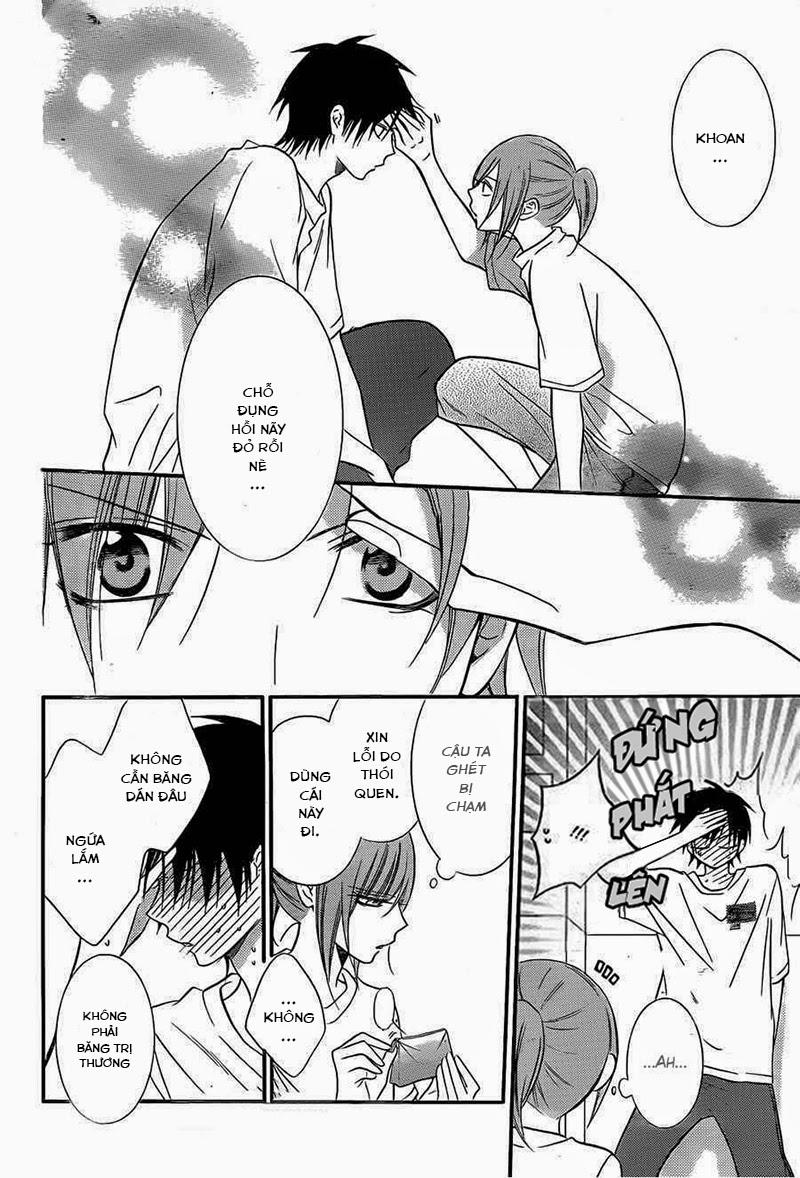 KHOAN
...
CHỖ
ĐỤNG
HỒI NÃY
ĐỎ RỒI
NÈ
...
!!!
ĐỨNG
PHẮT
LÊN
...AH...
CẬU TA
GHÉT
BỊ
CHẠM
XIN
LỖI DO
THÓI
QUEN.
DÙNG
CÁI
NÀY
ĐI.
...
KHÔNG
...
KHÔNG
CẦN BĂNG
DÁN ĐÂU
NGỨA
LẮM
...
KHÔNG
PHẢI
BĂNG TRỊ
THƯƠNG